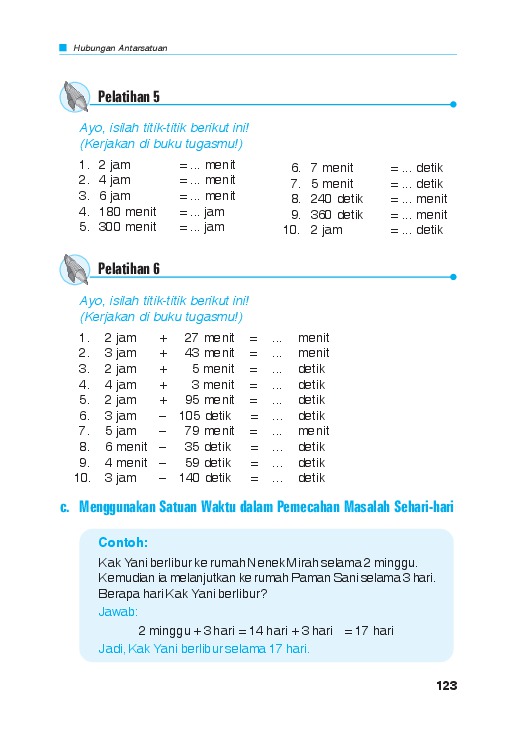 Hubungan Antarsatuan
Pelatihan 5
Ayo, isilah titik-titik berikut ini!
(Kerjakan di buku tugasmu!)
1. 2 jam = ... menit
2. 4 jam = ... menit
3. 6 jam = ... menit
4. 180 menit = ... jam
5. 300 menit = ... jam
6. 7 menit = ... detik
7. 5 menit = ... detik
8. 240 detik = ... menit
9. 360 detik = ... menit
10. 2 jam = ... detik
Pelatihan 6
Ayo, isilah titik-titik berikut ini!
(Kerjakan di buku tugasmu!)
1. 2 jam + 27 menit = ... menit
2. 3 jam + 43 menit = ... menit
3. 2 jam + 5 menit = ... detik
4. 4 jam + 3 menit = ... detik
5. 2 jam + 95 menit = ... detik
6. 3 jam – 105 detik = ... detik
7. 5 jam – 79 menit = ... menit
8. 6 menit – 35 detik = ... detik
9. 4 menit – 59 detik = ... detik
10. 3 jam – 140 detik = ... detik
c. Menggunakan Satuan Waktu dalam Pemecahan Masalah Sehari-hari
Contoh:
Kak Yani berlibur ke rumah Nenek Mirah selama 2 minggu.
Kemudian ia melanjutkan ke rumah Paman Sani selama 3 hari.
Berapa hari Kak Yani berlibur?
Jawab:
2 minggu + 3 hari = 14 hari + 3 hari = 17 hari
Jadi, Kak Yani berlibur selama 17 hari.
123